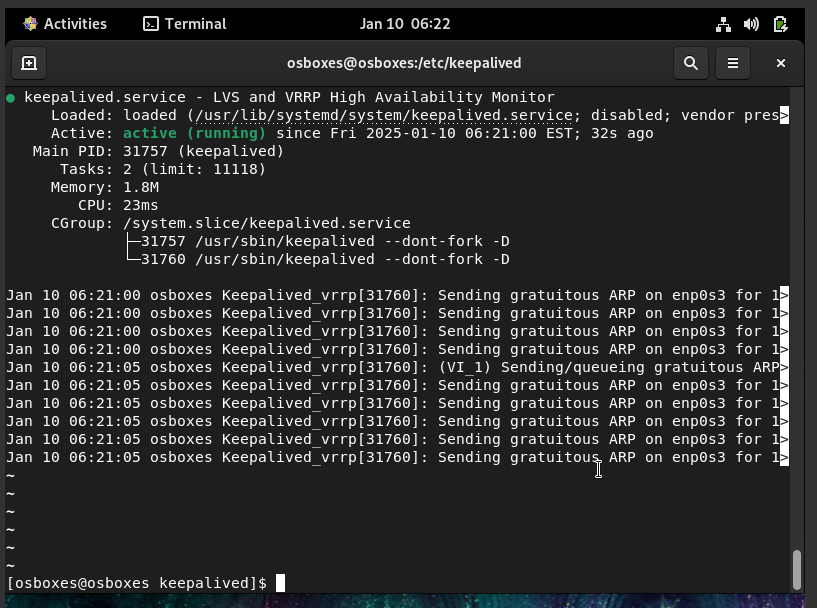 Activities Terminal Jan 10 06:22
osboxes@osboxes:/etc/keepalived
● keepalived.service - LVS and VRRP High Availability Monitor
     Loaded: loaded (/usr/lib/systemd/system/keepalived.service; disabled; vendor pres>
     Active: active (running) since Fri 2025-01-10 06:21:00 EST; 32s ago
   Main PID: 31757 (keepalived)
      Tasks: 2 (limit: 11118)
     Memory: 1.8M
        CPU: 23ms
     CGroup: /system.slice/keepalived.service
             ├─31757 /usr/sbin/keepalived --dont-fork -D
             └─31760 /usr/sbin/keepalived --dont-fork -D
Jan 10 06:21:00 osboxes Keepalived_vrrp[31760]: Sending gratuitous ARP on enp0s3 for 1>
Jan 10 06:21:00 osboxes Keepalived_vrrp[31760]: Sending gratuitous ARP on enp0s3 for 1>
Jan 10 06:21:00 osboxes Keepalived_vrrp[31760]: Sending gratuitous ARP on enp0s3 for 1>
Jan 10 06:21:00 osboxes Keepalived_vrrp[31760]: Sending gratuitous ARP on enp0s3 for 1>
Jan 10 06:21:05 osboxes Keepalived_vrrp[31760]: (VI_1) Sending/queueing gratuitous ARP>
Jan 10 06:21:05 osboxes Keepalived_vrrp[31760]: Sending gratuitous ARP on enp0s3 for 1>
Jan 10 06:21:05 osboxes Keepalived_vrrp[31760]: Sending gratuitous ARP on enp0s3 for 1>
Jan 10 06:21:05 osboxes Keepalived_vrrp[31760]: Sending gratuitous ARP on enp0s3 for 1>
Jan 10 06:21:05 osboxes Keepalived_vrrp[31760]: Sending gratuitous ARP on enp0s3 for 1>
Jan 10 06:21:05 osboxes Keepalived_vrrp[31760]: Sending gratuitous ARP on enp0s3 for 1>
~
~
~
~
~
~
[osboxes@osboxes keepalived]$